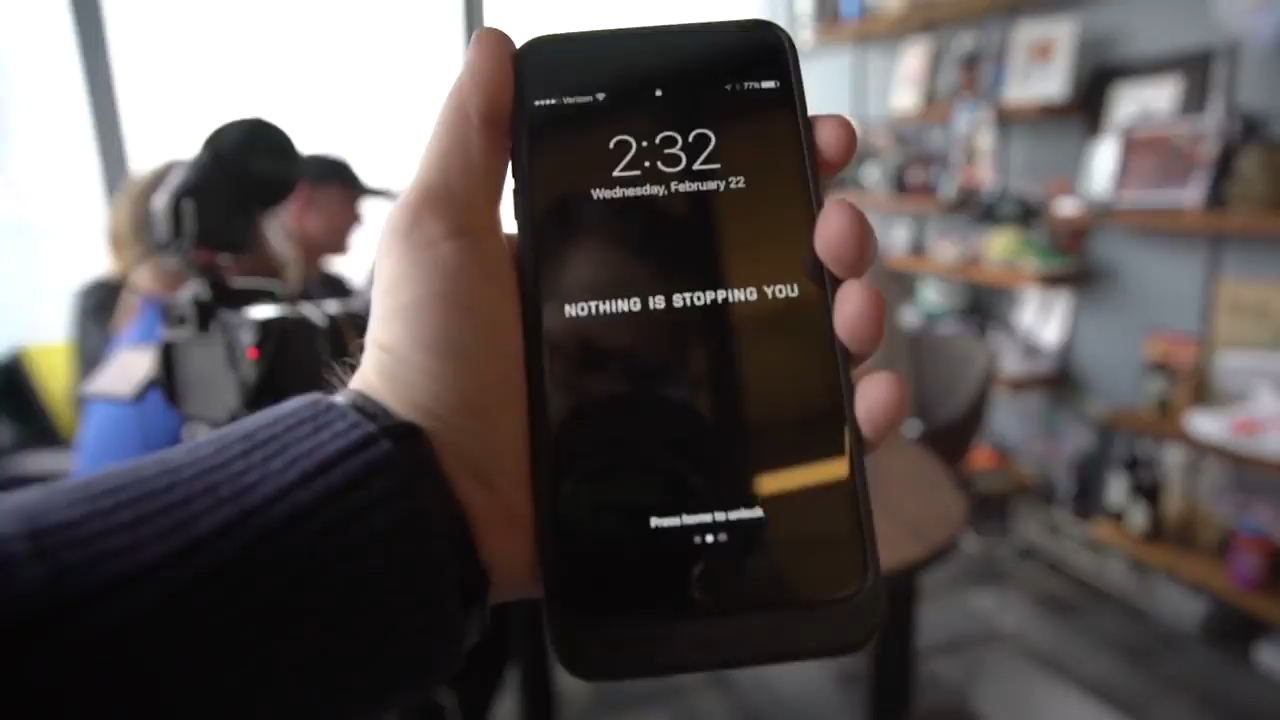 Verizon 77%
2:32
Wednesday, February 22
NOTHING IS STOPPING YOU
Press home to unlock